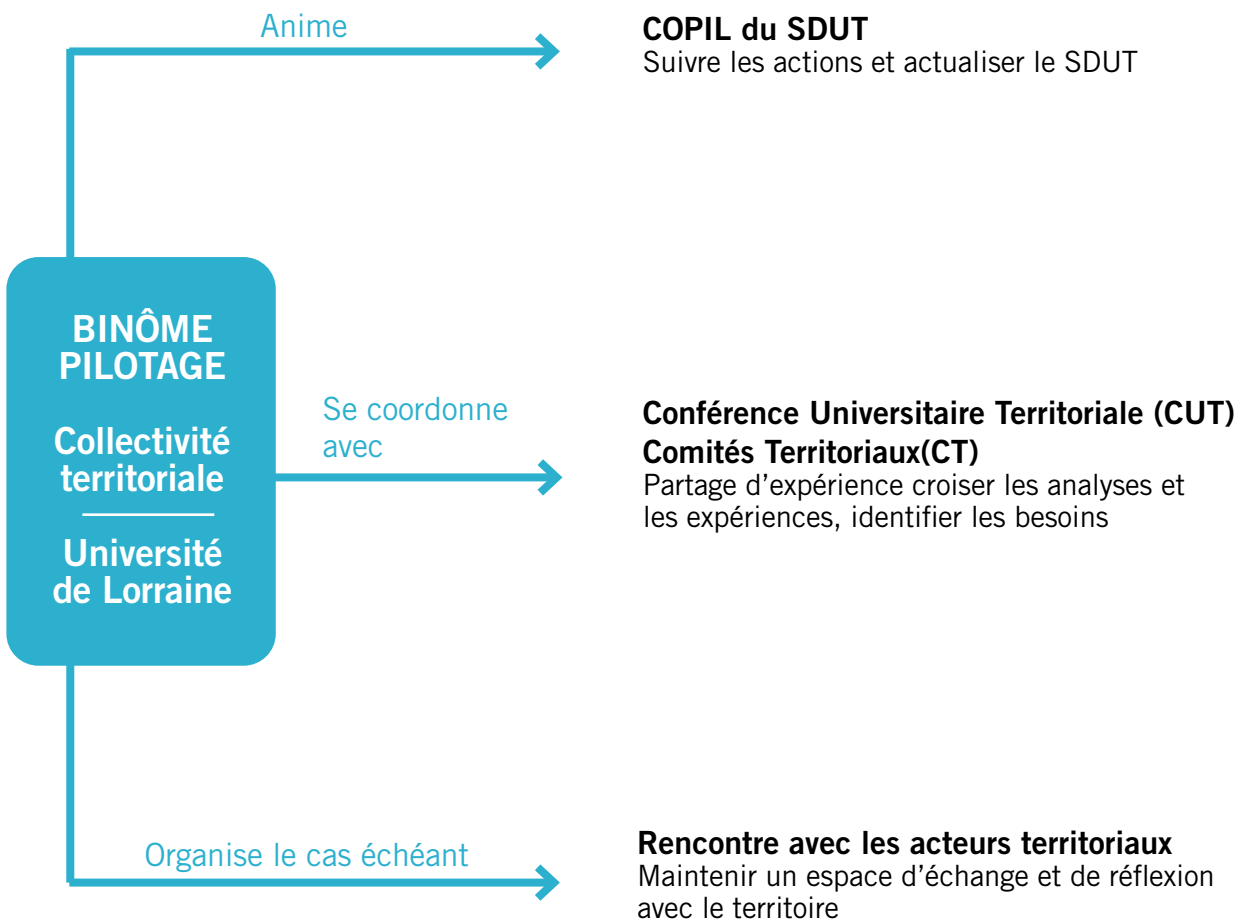 Anime
COPIL du SDUT
Suivre les actions et actualiser le SDUT
BINÔME
PILOTAGE
Collectivité
territoriale
Université
de Lorraine
Se coordonne
avec
Conférence Universitaire Territoriale (CUT)
Comités Territoriaux(CT)
Partage d’expérience croiser les analyses et
les expériences, identifier les besoins
Organise le cas échéant
Rencontre avec les acteurs territoriaux
Maintenir un espace d’échange et de réflexion
avec le territoire